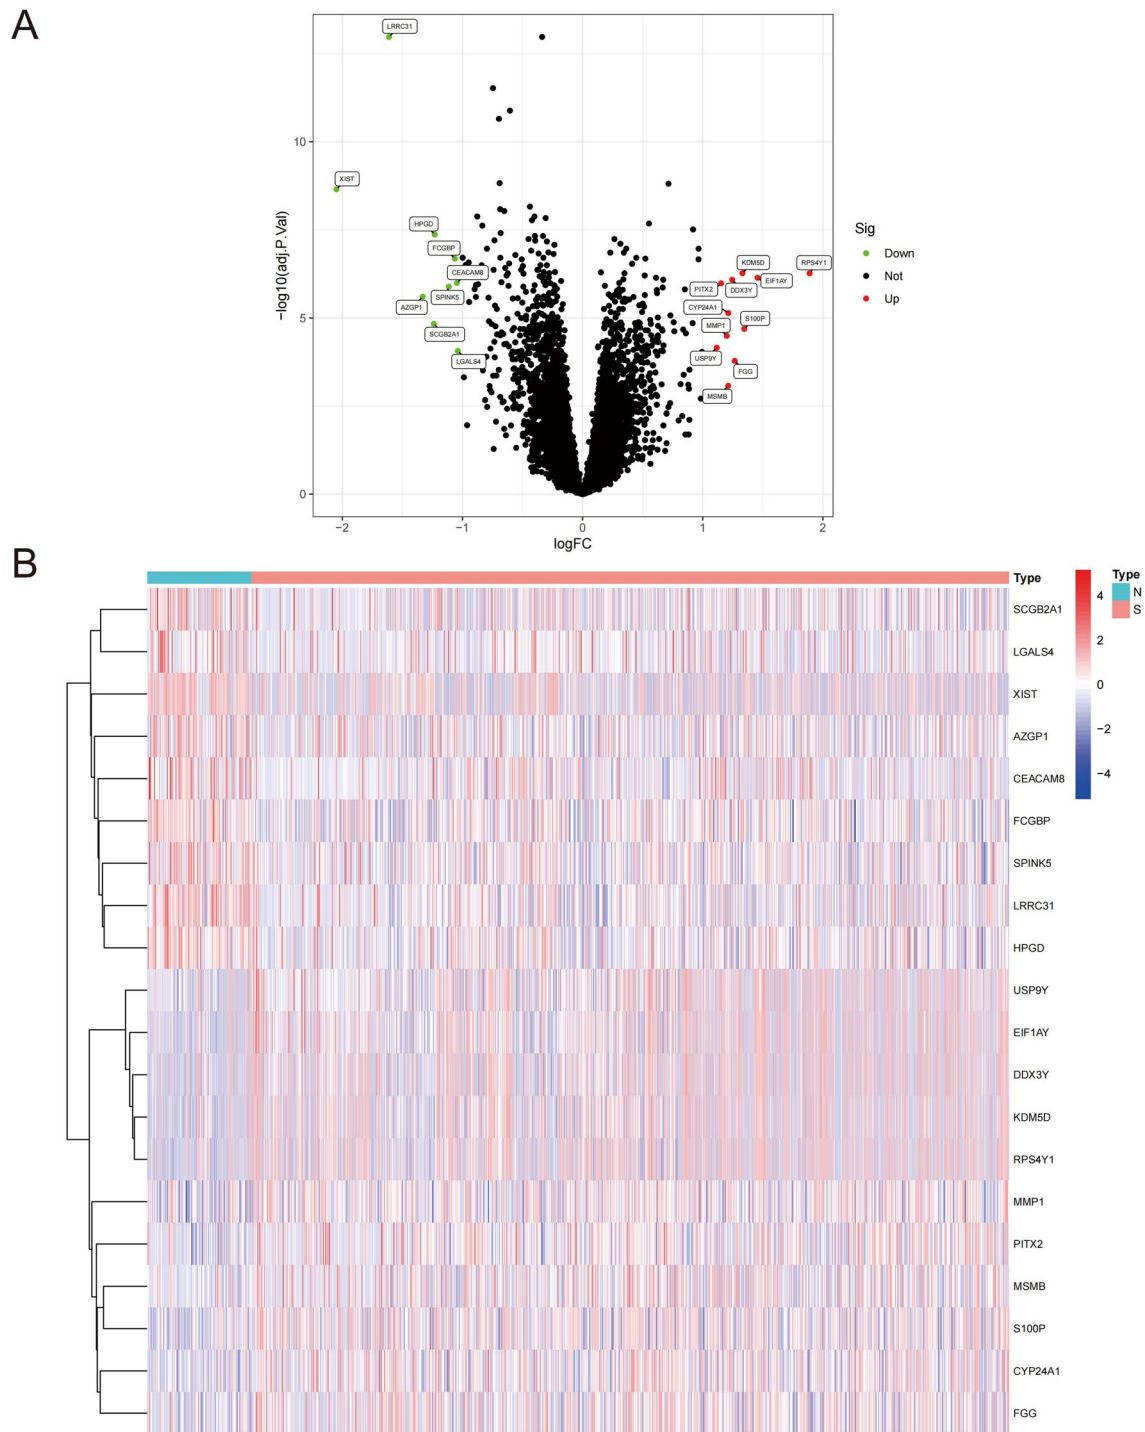 A
LRRC31
XIST
HPGD
FCGBP
CEACAM8
SPINK5
AZGP1
SCGB2A1
LGALS4
KDM5D
RPS4Y1
EIF1AY
PITX2
DDX3Y
CYP24A1
S100P
MMP1
USP9Y
FGG
MSMB
10
5
0
−log10(adj.P.Val)
−2
−1
0
1
2
logFC
Sig
Down
Not
Up
B
Type
SCGB2A1
LGALS4
XIST
AZGP1
CEACAM8
FCGBP
SPINK5
LRRC31
HPGD
USP9Y
EIF1AY
DDX3Y
KDM5D
RPS4Y1
MMP1
PITX2
MSMB
S100P
CYP24A1
FGG
4
2
0
−2
−4
Type
N
S